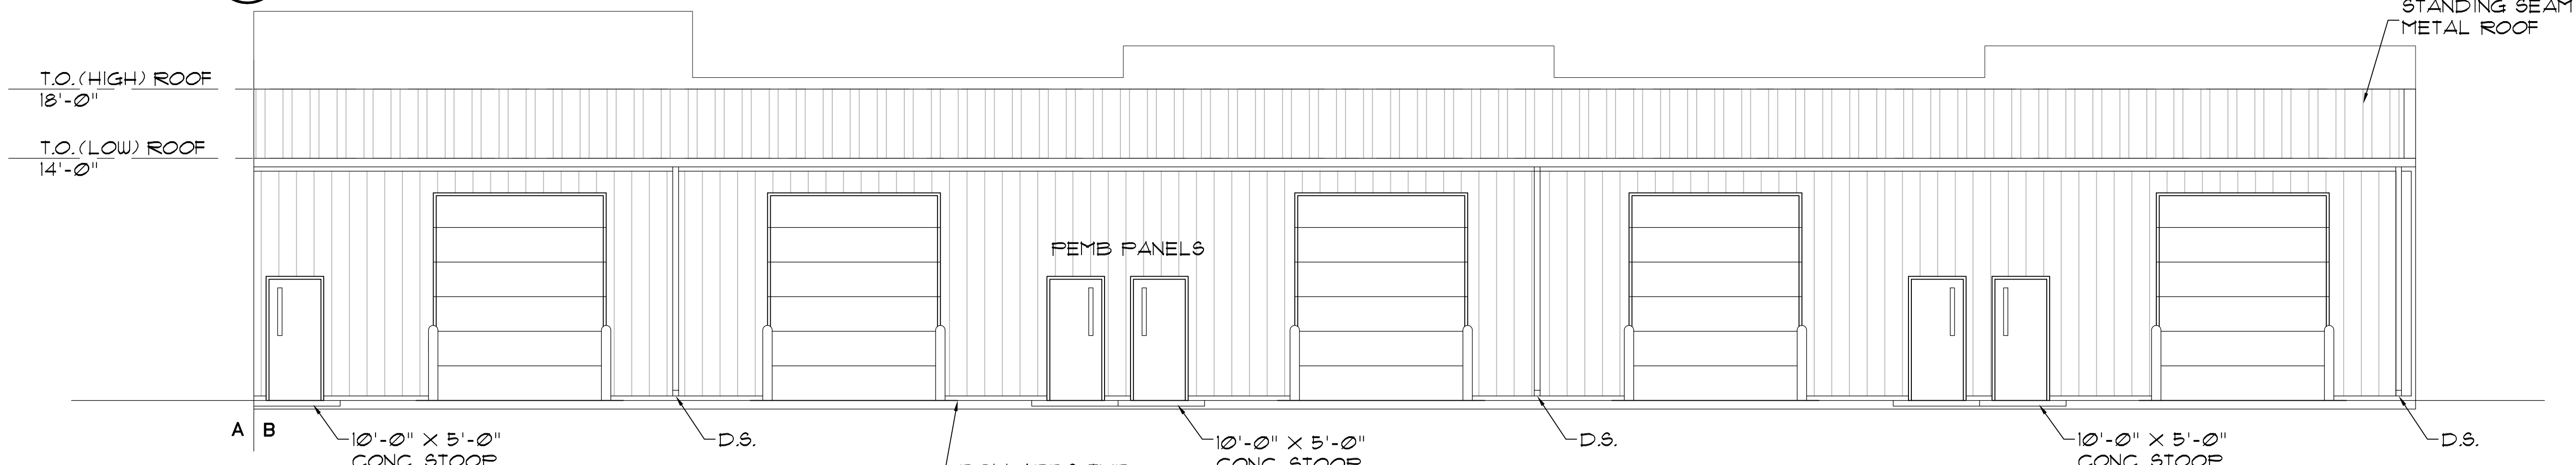 STANDING SEAM
METAL ROOF
T.O. (HIGH) ROOF
18'-0"
T.O. (LOW) ROOF
14'-0"
PEMB PANELS
A B
10'-0" X 5'-0"
CONC STOOP
D.S.
10'-0" X 5'-0"
CONC STOOP
D.S.
10'-0" X 5'-0"
CONC STOOP
D.S.